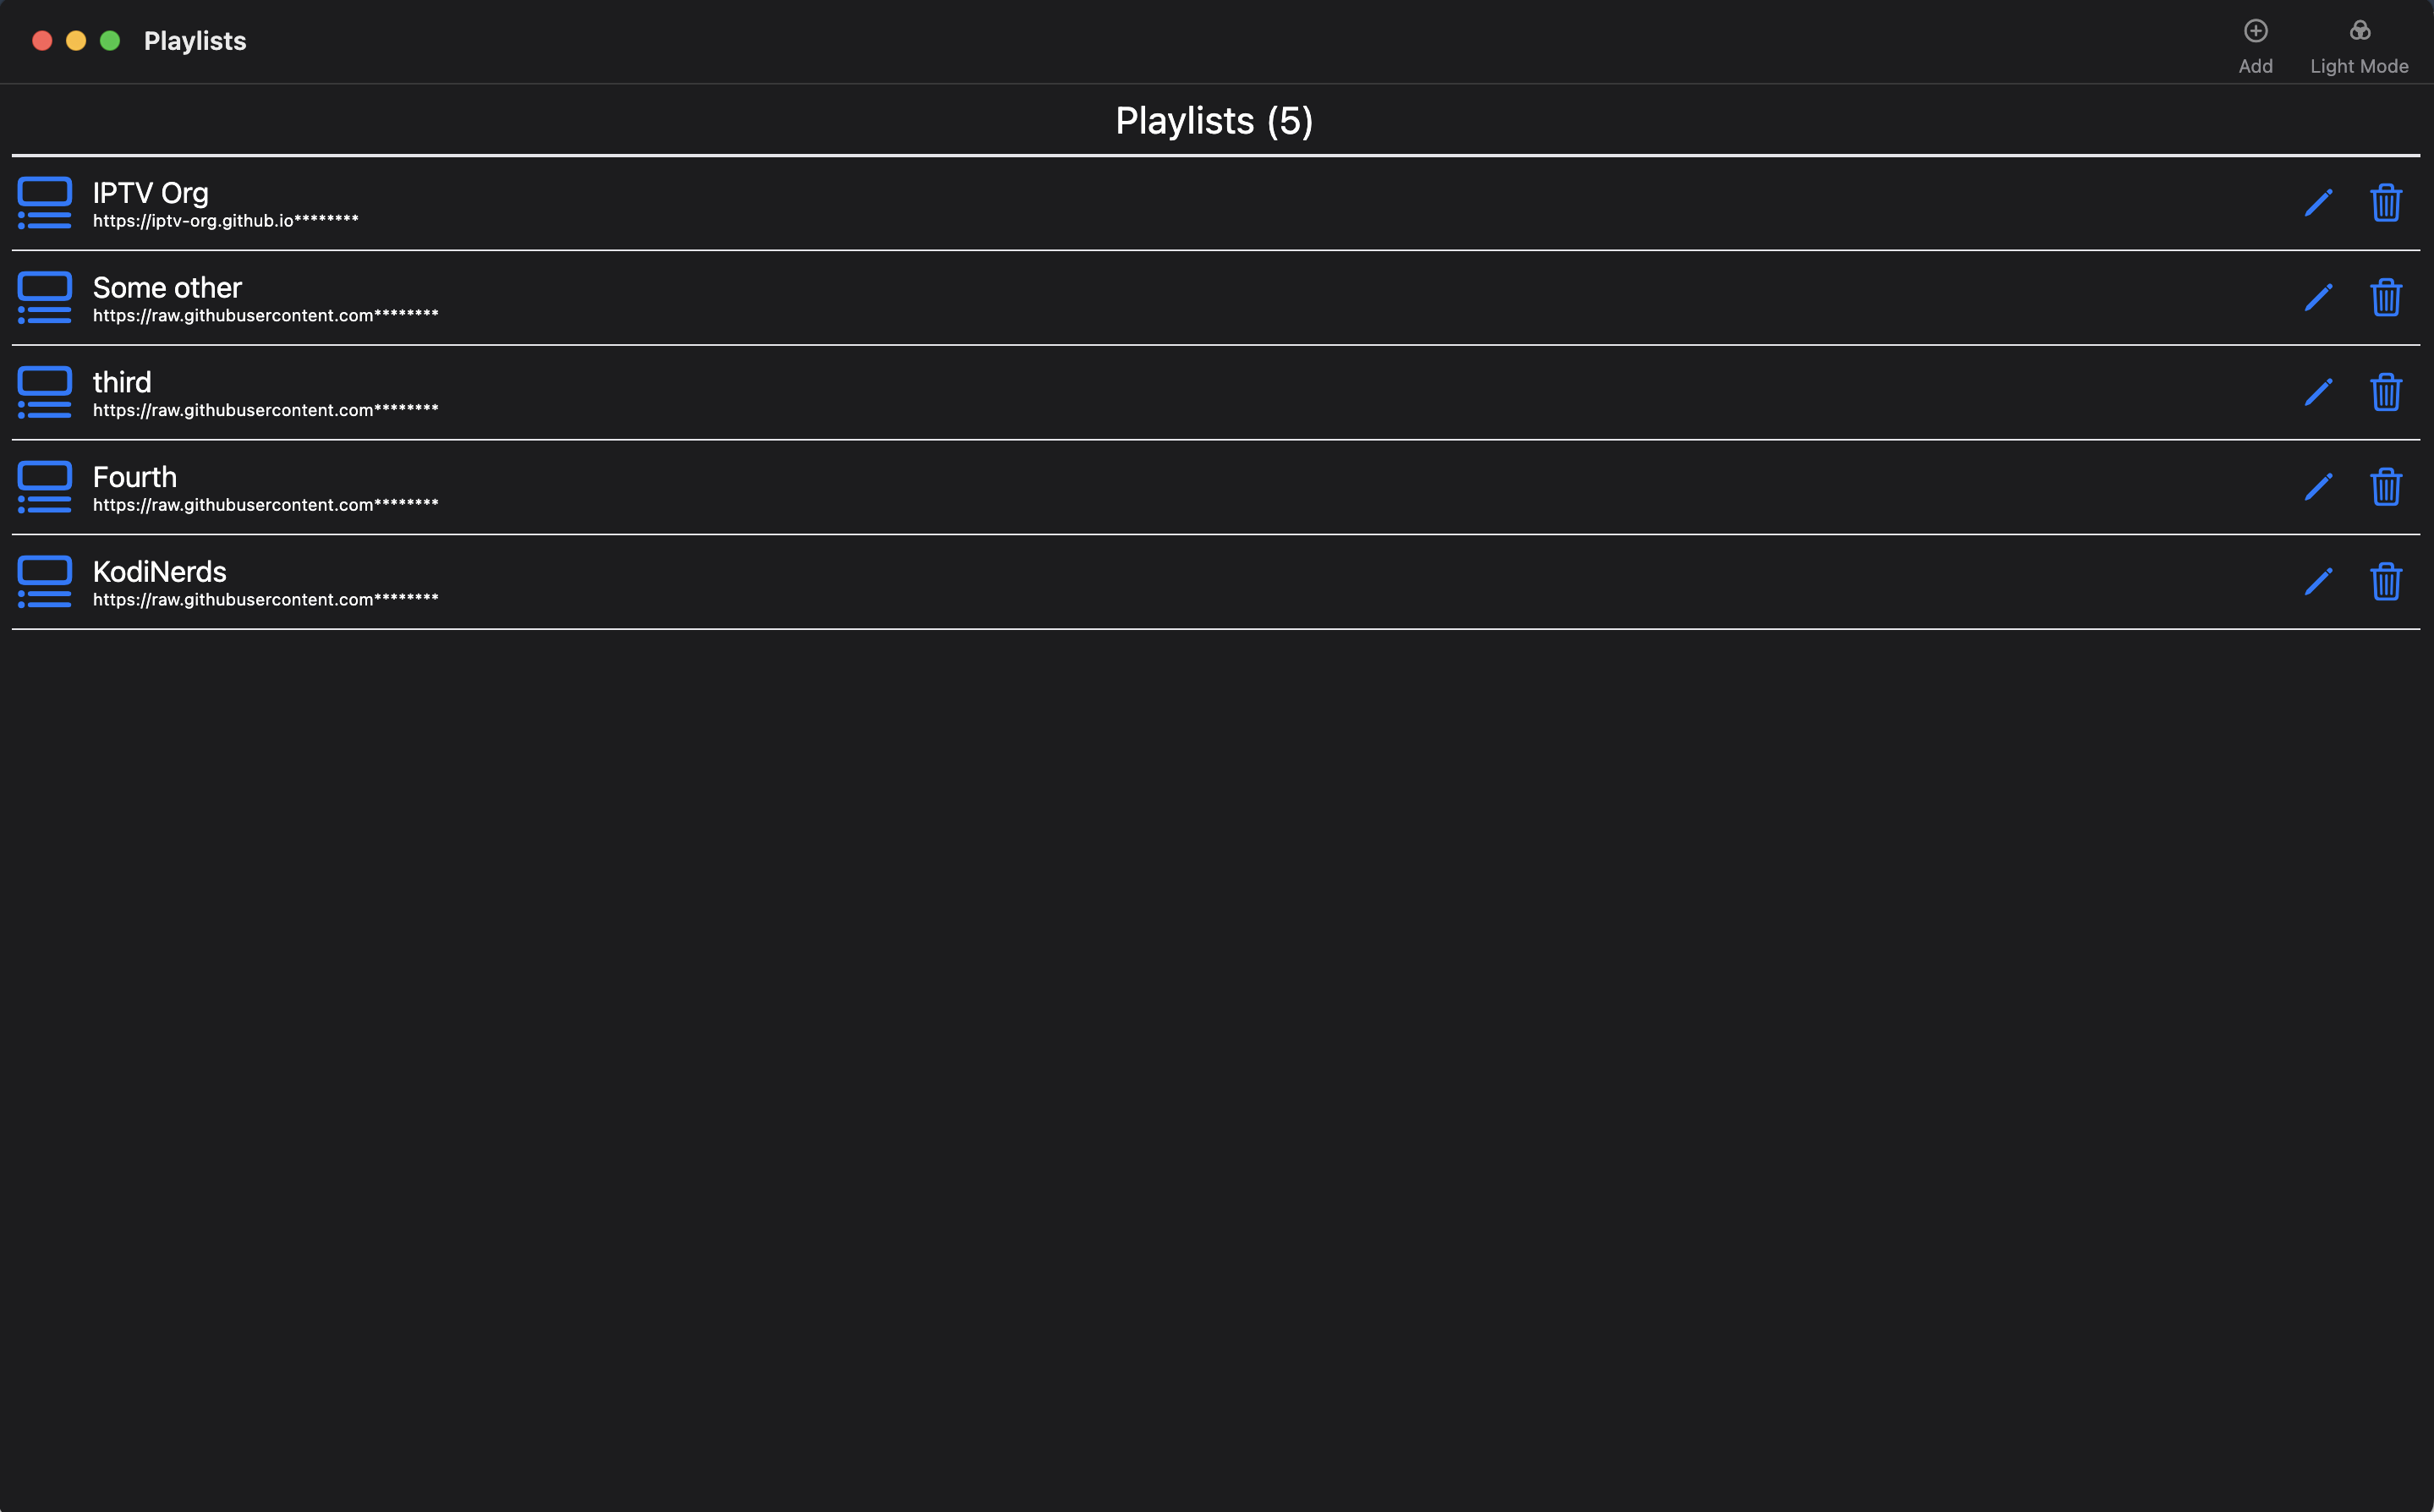 Playlists
Add
Light Mode
Playlists (5)
IPTV Org
https://iptv-org.github.io********
Some other
https://raw.githubusercontent.com********
third
https://raw.githubusercontent.com********
Fourth
https://raw.githubusercontent.com********
KodiNerds
https://raw.githubusercontent.com********